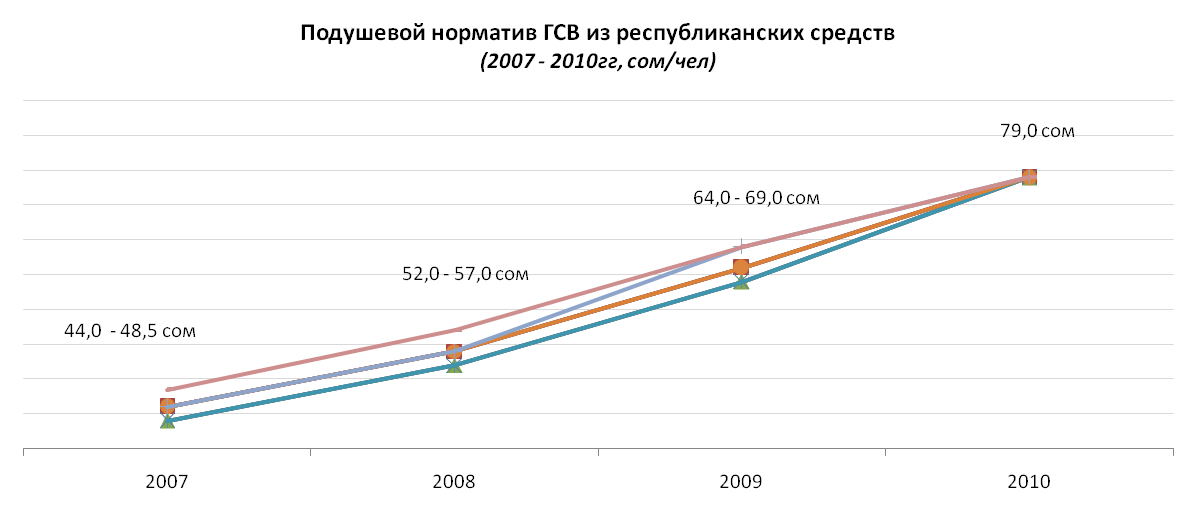 Подушевой норматив ГСВ из республиканских средств
(2007 - 2010гг, сом/чел)
79,0 сом
64,0 - 69,0 сом
52,0 - 57,0 сом
44,0 - 48,5 сом
2007 2008 2009 2010